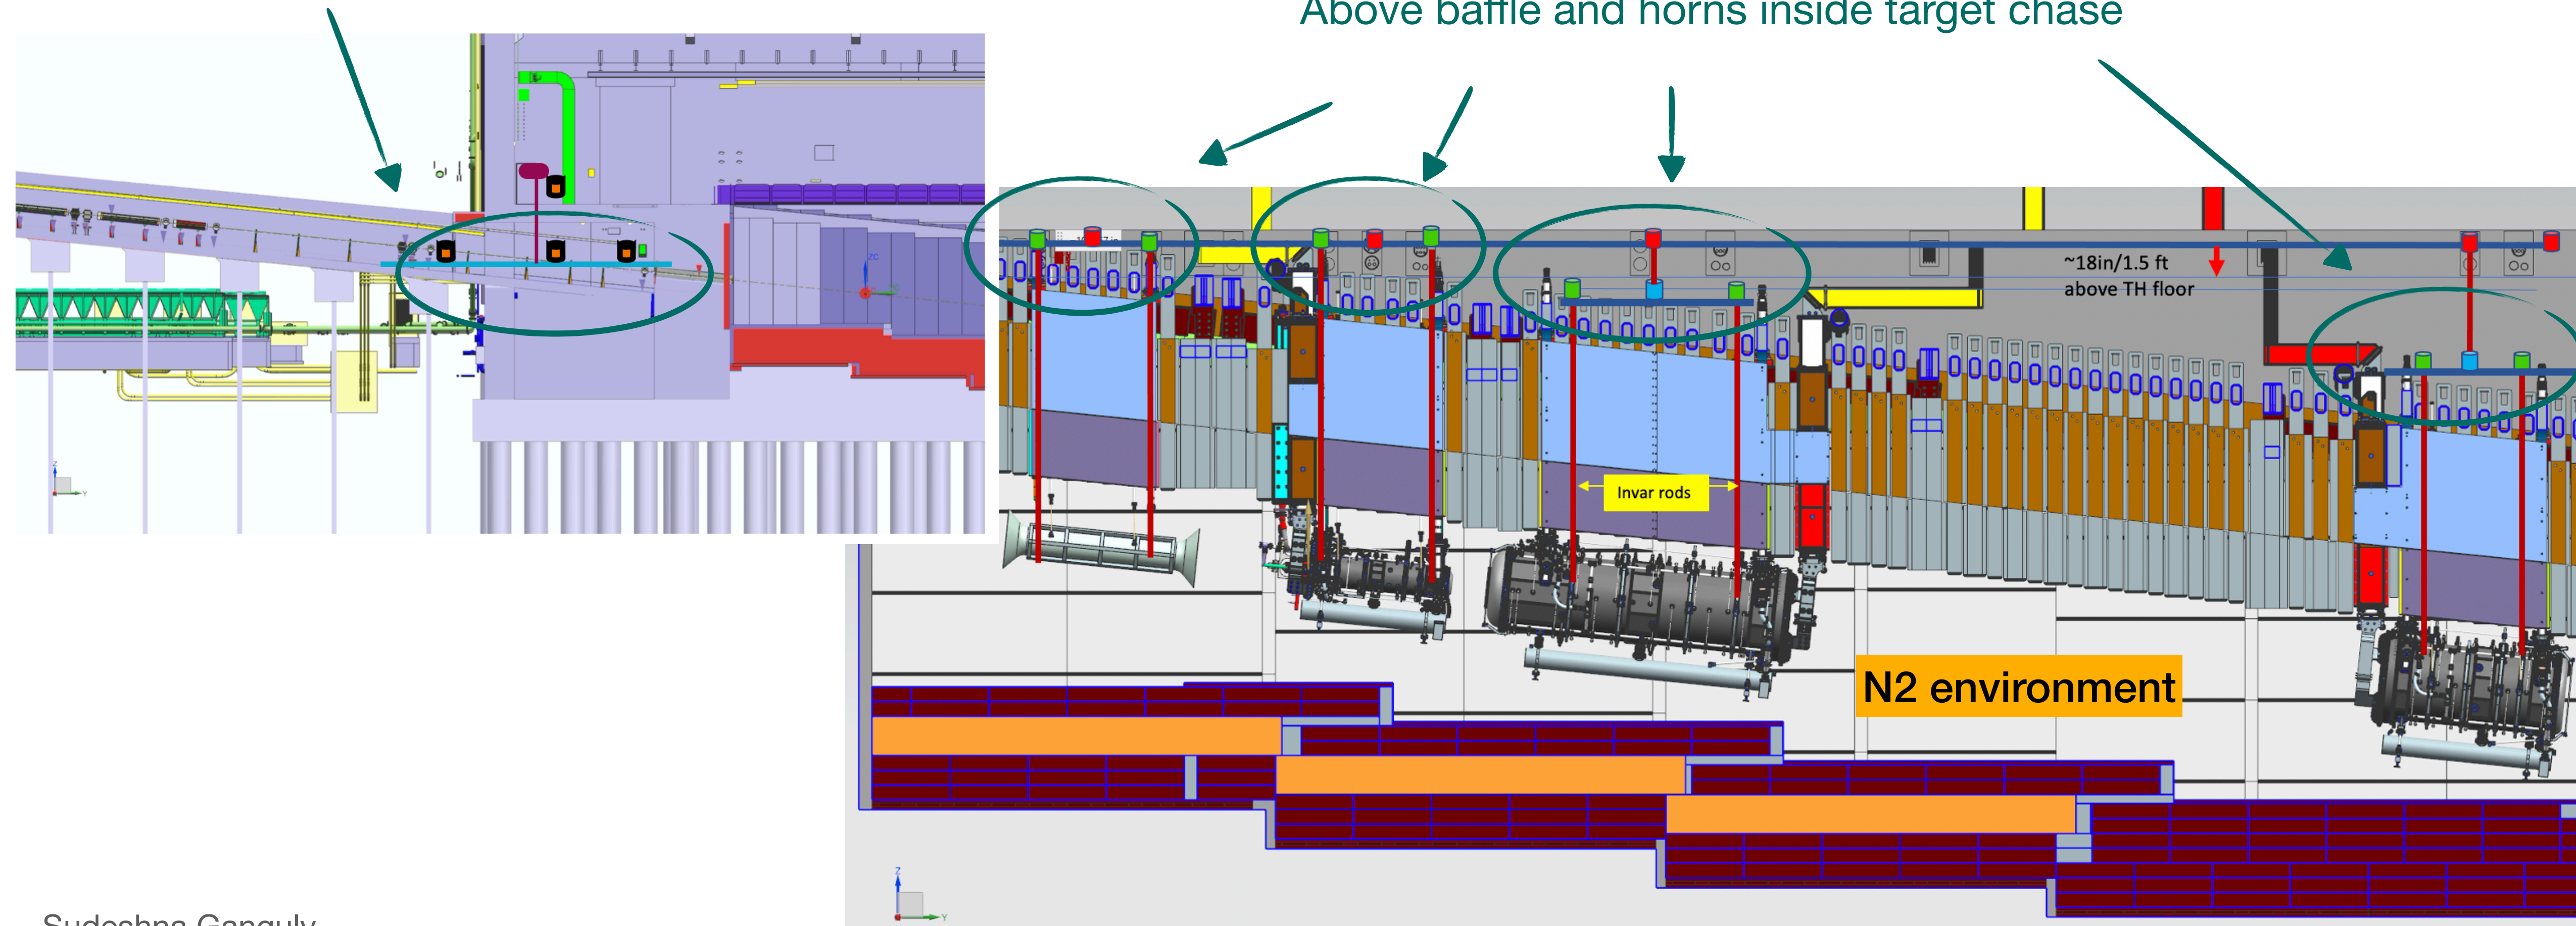 Above baffle and horns inside target chase
~18in/1.5 ft
above TH floor
Invar rods
N2 environment
ZC
Z
Y
Z
Y
Sudeshna Ganguly